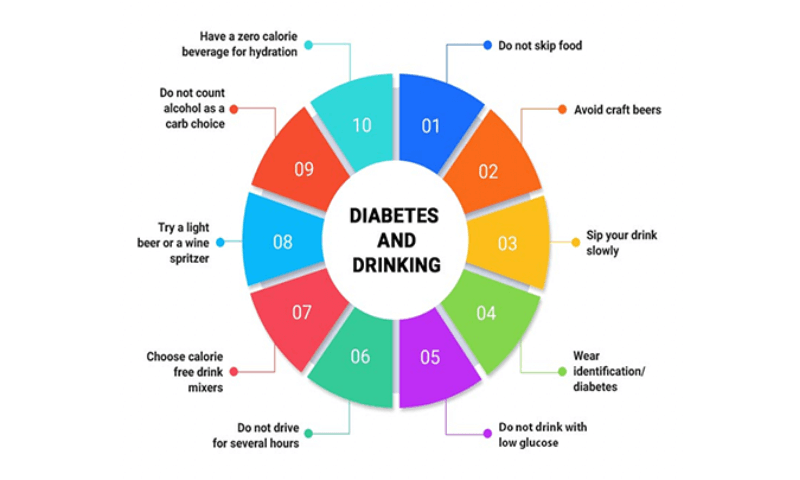 DIABETES
AND
DRINKING
01
Do not skip food
02
Avoid craft beers
03
Sip your drink
slowly
04
Wear
identification/
diabetes
05
Do not drink with
low glucose
06
Do not drive
for several hours
07
Choose calorie
free drink
mixers
08
Try a light
beer or a wine
spritzer
09
Do not count
alcohol as a
carb choice
10
Have a zero calorie
beverage for hydration